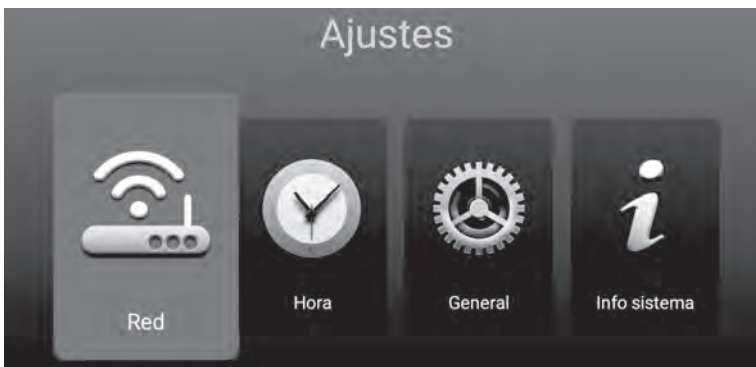 Ajustes
Red
Hora
General
Info sistema